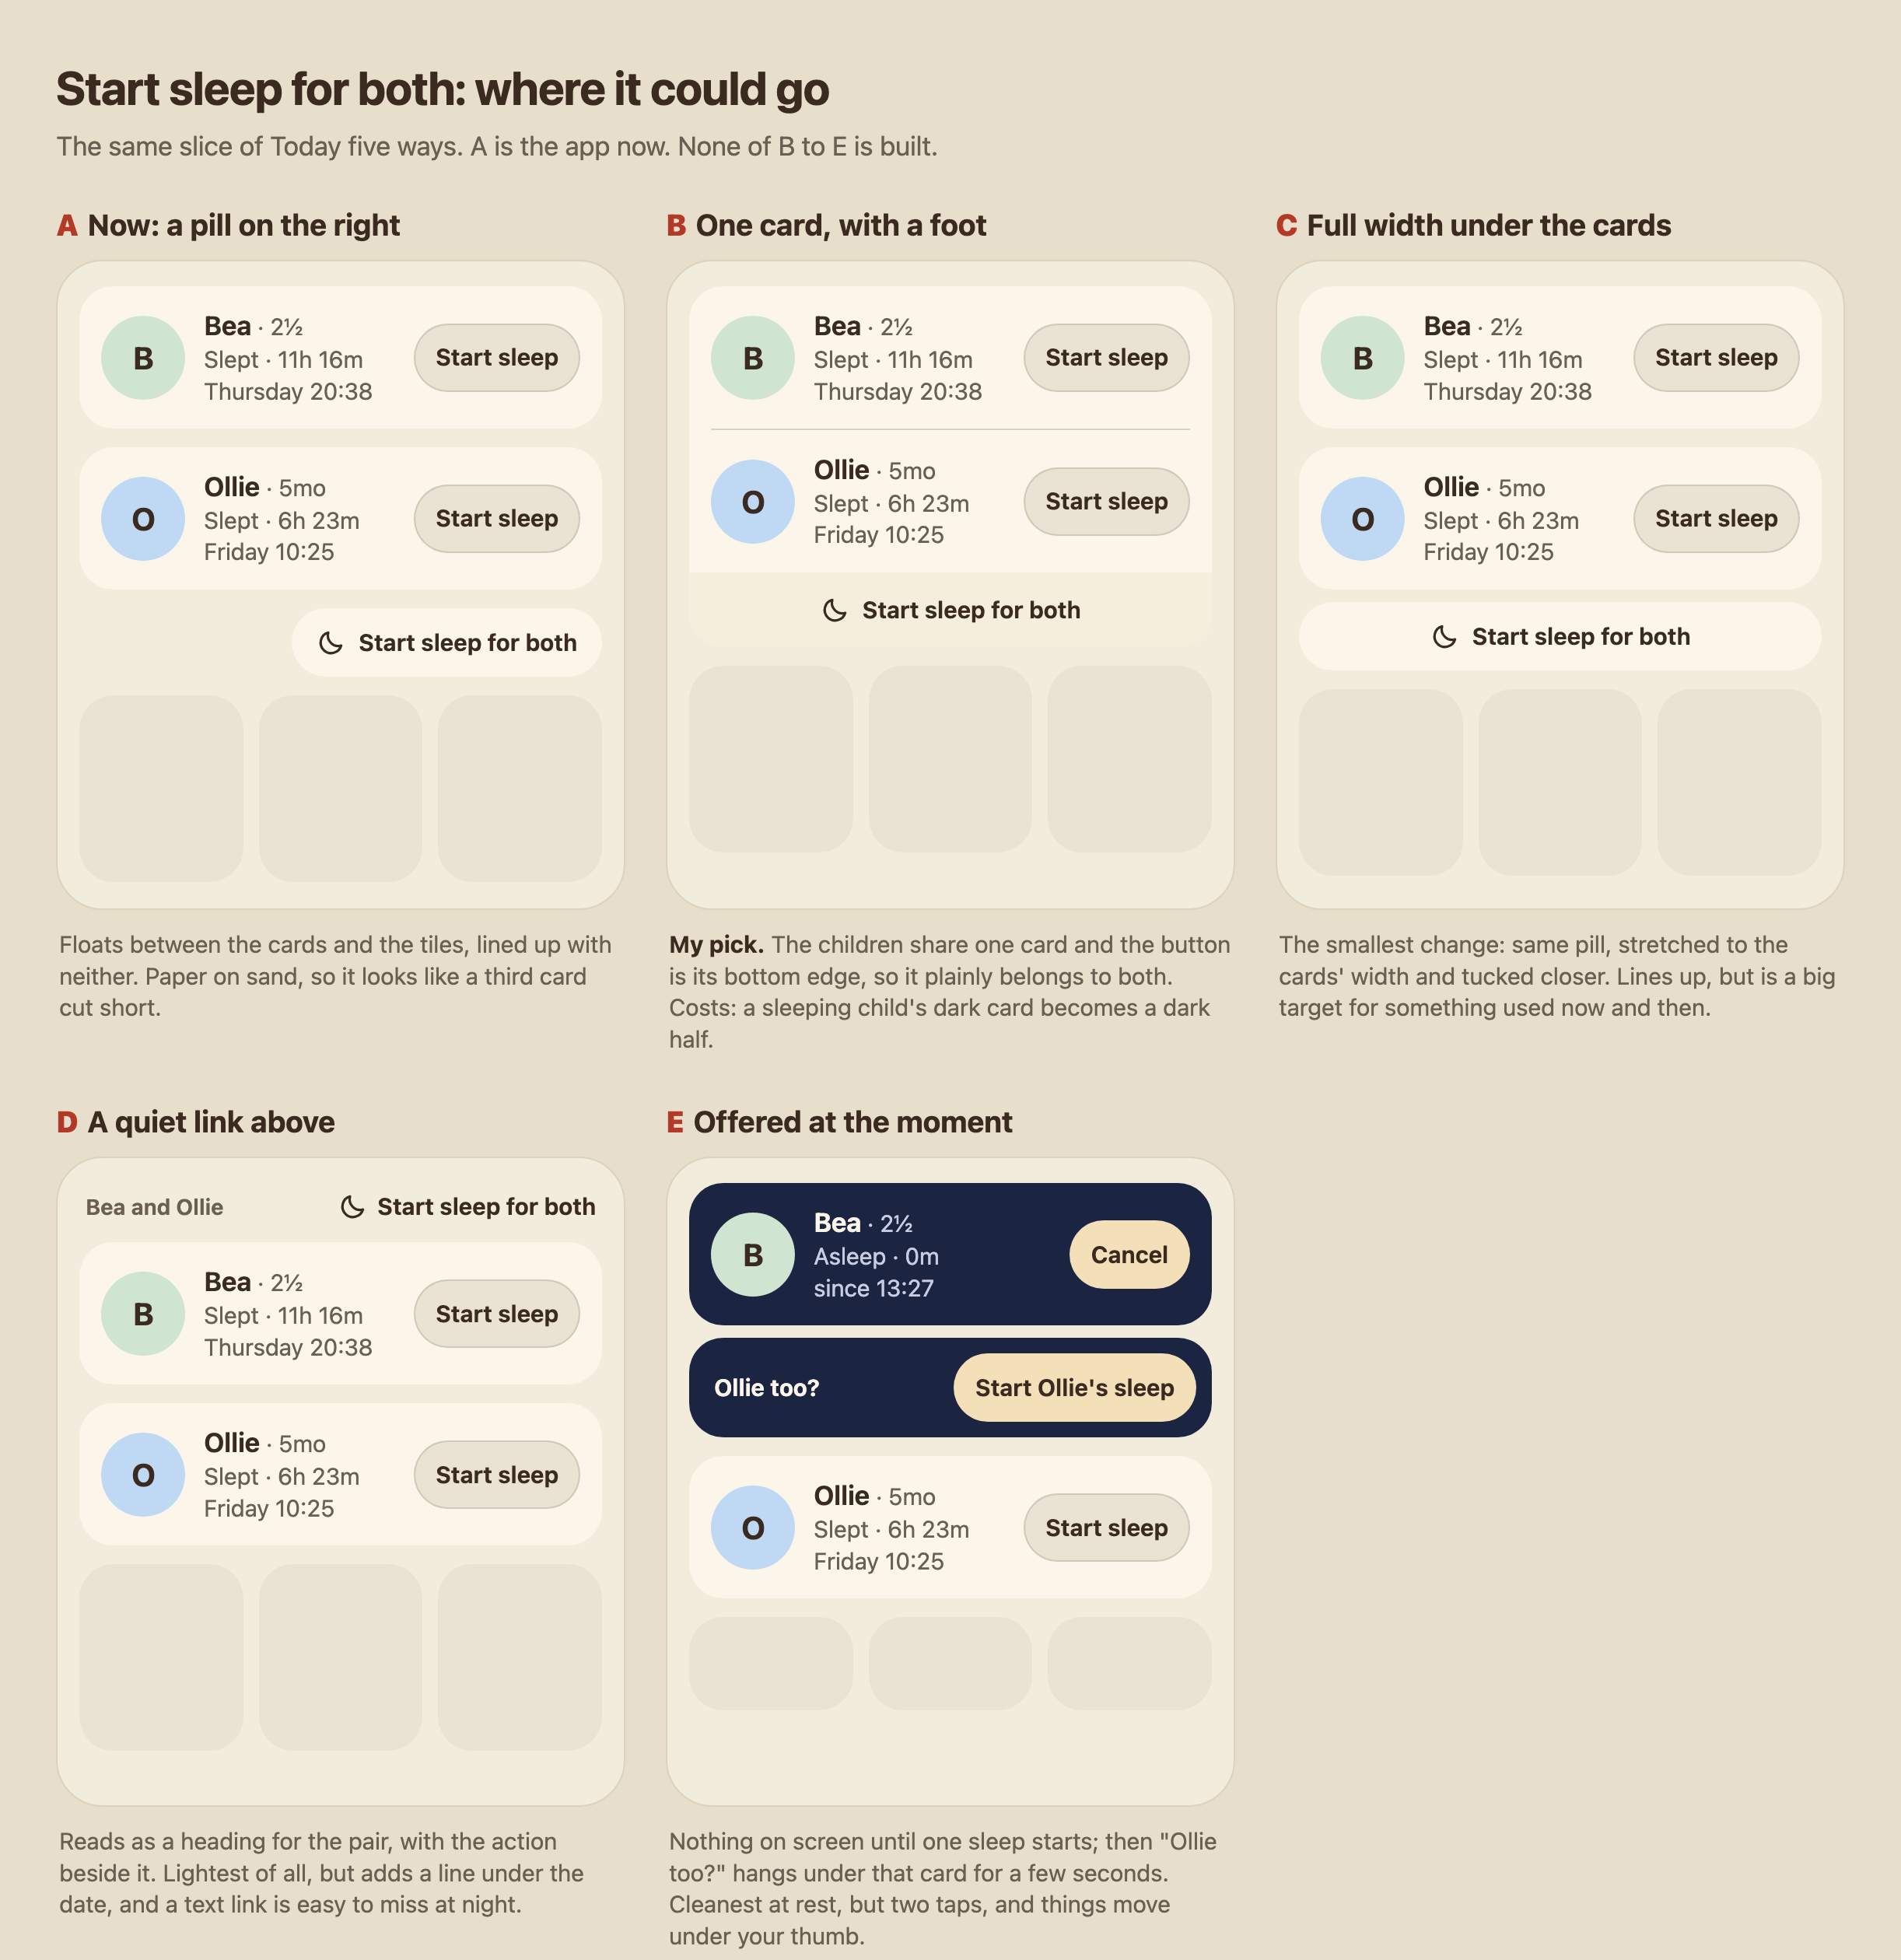 Start sleep for both: where it could go
The same slice of Today five ways. A is the app now. None of B to E is built.
A Now: a pill on the right
B
Bea · 2½
Slept · 11h 16m
Thursday 20:38
Start sleep
O
Ollie · 5mo
Slept · 6h 23m
Friday 10:25
Start sleep
Start sleep for both
Floats between the cards and the tiles, lined up with
neither. Paper on sand, so it looks like a third card
cut short.
B One card, with a foot
B
Bea · 2½
Slept · 11h 16m
Thursday 20:38
Start sleep
O
Ollie · 5mo
Slept · 6h 23m
Friday 10:25
Start sleep
Start sleep for both
My pick. The children share one card and the button
is its bottom edge, so it plainly belongs to both.
Costs: a sleeping child's dark card becomes a dark
half.
C Full width under the cards
B
Bea · 2½
Slept · 11h 16m
Thursday 20:38
Start sleep
O
Ollie · 5mo
Slept · 6h 23m
Friday 10:25
Start sleep
Start sleep for both
The smallest change: same pill, stretched to the
cards' width and tucked closer. Lines up, but is a big
target for something used now and then.
D A quiet link above
Bea and Ollie
Start sleep for both
B
Bea · 2½
Slept · 11h 16m
Thursday 20:38
Start sleep
O
Ollie · 5mo
Slept · 6h 23m
Friday 10:25
Start sleep
Reads as a heading for the pair, with the action
beside it. Lightest of all, but adds a line under the
date, and a text link is easy to miss at night.
E Offered at the moment
B
Bea · 2½
Asleep · 0m
since 13:27
Cancel
Ollie too?
Start Ollie's sleep
O
Ollie · 5mo
Slept · 6h 23m
Friday 10:25
Start sleep
Nothing on screen until one sleep starts; then "Ollie
too?" hangs under that card for a few seconds.
Cleanest at rest, but two taps, and things move
under your thumb.